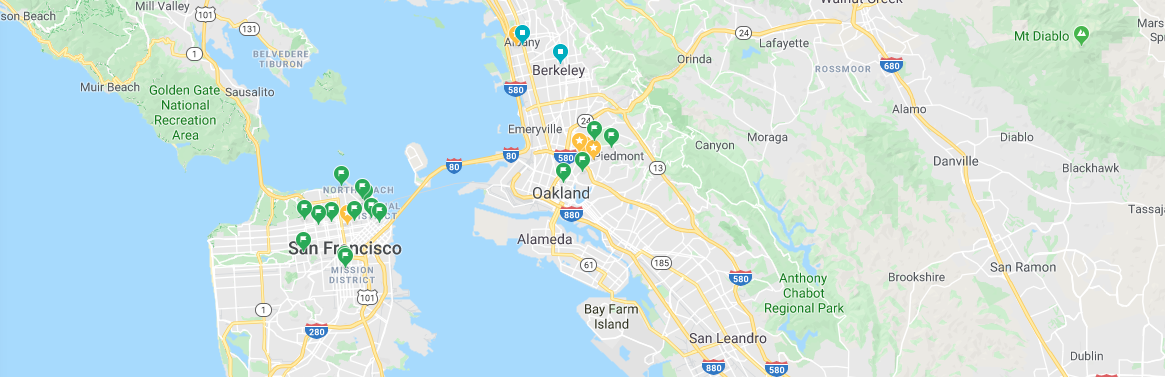 son Beach
Mill Valley
101
131
1
BELVEDERE
TIBURON
Muir Beach
Sausalito
Golden Gate
National
Recreation
Area
Albany
Berkeley
580
24
Lafayette
Orinda
Walnut Creek
Mt Diablo
Mars
Sp
ROSSMOOR
680
Alamo
Emeryville
24
80
80
580
Piedmont
Canyon
Moraga
13
Diablo
Danville
Blackhawk
Oakland
880
Tassaja
NORTH BEACH
San Francisco
MISSION
DISTRICT
101
1
280
Alameda
61
185
580
Bay Farm
Island
Anthony
Chabot
Regional Park
Brookshire
San Ramon
San Leandro
880
580
Dublin